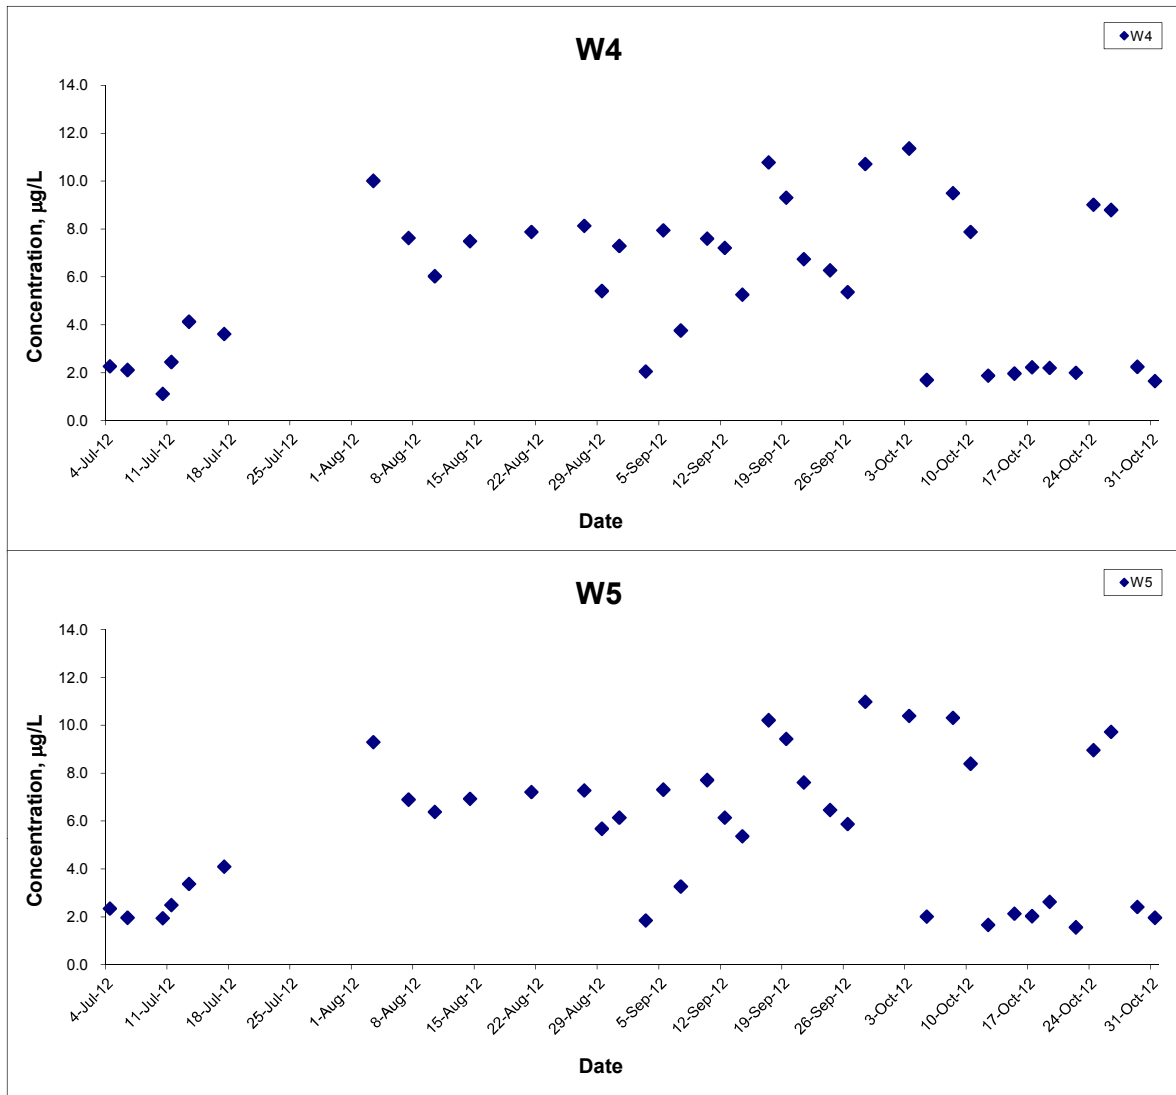 W4
W4
14.0
12.0
10.0
8.0
6.0
4.0
2.0
0.0
Concentration, µg/L
4-Jul-12
11-Jul-12
18-Jul-12
25-Jul-12
1-Aug-12
8-Aug-12
15-Aug-12
22-Aug-12
29-Aug-12
5-Sep-12
12-Sep-12
19-Sep-12
26-Sep-12
3-Oct-12
10-Oct-12
17-Oct-12
24-Oct-12
31-Oct-12
Date
W5
W5
14.0
12.0
10.0
8.0
6.0
4.0
2.0
0.0
Concentration, µg/L
4-Jul-12
11-Jul-12
18-Jul-12
25-Jul-12
1-Aug-12
8-Aug-12
15-Aug-12
22-Aug-12
29-Aug-12
5-Sep-12
12-Sep-12
19-Sep-12
26-Sep-12
3-Oct-12
10-Oct-12
17-Oct-12
24-Oct-12
31-Oct-12
Date